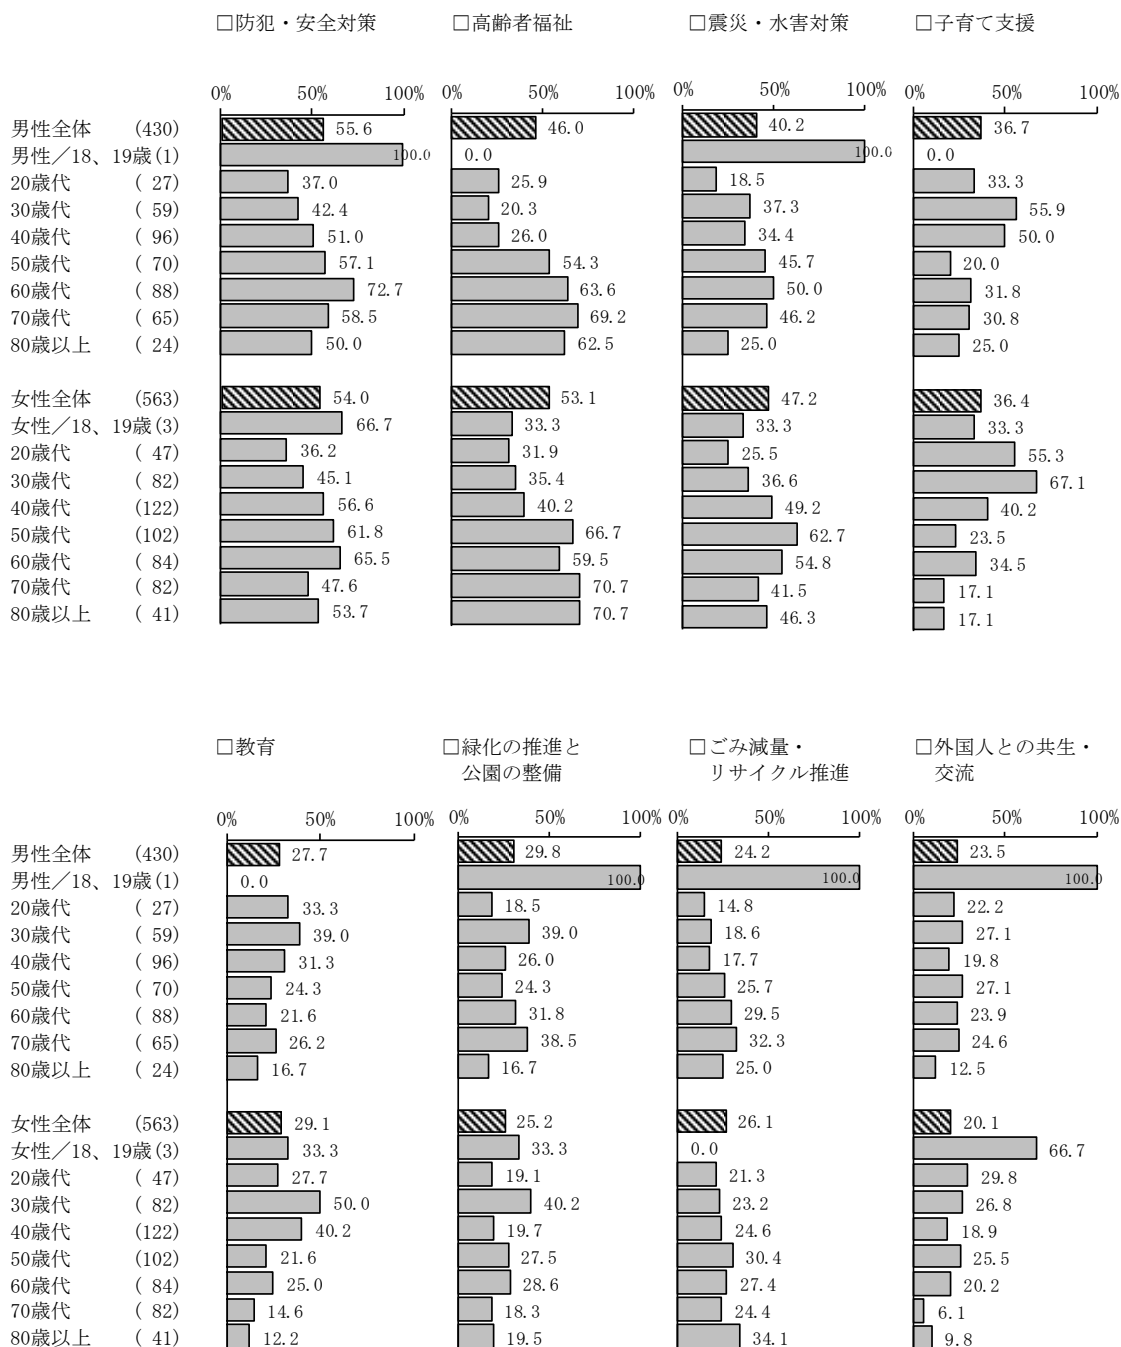 □防犯・安全対策 □高齢者福祉 □震災・水害対策 □子育て支援
0% 50% 100% 0% 50% 100% 0% 50% 100% 0% 50% 100%
男性全体 (430) 55.6 46.0 40.2 36.7
男性／18、19歳(1) 100.0 0.0 100.0 0.0
20歳代 ( 27) 37.0 25.9 18.5 33.3
30歳代 ( 59) 42.4 20.3 37.3 55.9
40歳代 ( 96) 51.0 26.0 34.4 50.0
50歳代 ( 70) 57.1 54.3 45.7 20.0
60歳代 ( 88) 72.7 63.6 50.0 31.8
70歳代 ( 65) 58.5 69.2 46.2 30.8
80歳以上 ( 24) 50.0 62.5 25.0 25.0
女性全体 (563) 54.0 53.1 47.2 36.4
女性／18、19歳(3) 66.7 33.3 33.3 33.3
20歳代 ( 47) 36.2 31.9 25.5 55.3
30歳代 ( 82) 45.1 35.4 36.6 67.1
40歳代 (122) 56.6 40.2 49.2 40.2
50歳代 (102) 61.8 66.7 62.7 23.5
60歳代 ( 84) 65.5 59.5 54.8 34.5
70歳代 ( 82) 47.6 70.7 41.5 17.1
80歳以上 ( 41) 53.7 70.7 46.3 17.1
□教育 □緑化の推進と □ごみ減量・ □外国人との共生・
公園の整備 リサイクル推進 交流
0% 50% 100% 0% 50% 100% 0% 50% 100% 0% 50% 100%
男性全体 (430) 27.7 29.8 24.2 23.5
男性／18、19歳(1) 0.0 100.0 100.0 100.0
20歳代 ( 27) 33.3 18.5 14.8 22.2
30歳代 ( 59) 39.0 39.0 18.6 27.1
40歳代 ( 96) 31.3 26.0 17.7 19.8
50歳代 ( 70) 24.3 24.3 25.7 27.1
60歳代 ( 88) 21.6 31.8 29.5 23.9
70歳代 ( 65) 26.2 38.5 32.3 24.6
80歳以上 ( 24) 16.7 16.7 25.0 12.5
女性全体 (563) 29.1 25.2 26.1 20.1
女性／18、19歳(3) 33.3 33.3 0.0 66.7
20歳代 ( 47) 27.7 19.1 21.3 29.8
30歳代 ( 82) 50.0 40.2 23.2 26.8
40歳代 (122) 40.2 19.7 24.6 18.9
50歳代 (102) 21.6 27.5 30.4 25.5
60歳代 ( 84) 25.0 28.6 27.4 20.2
70歳代 ( 82) 14.6 18.3 24.4 6.1
80歳以上 ( 41) 12.2 19.5 34.1 9.8